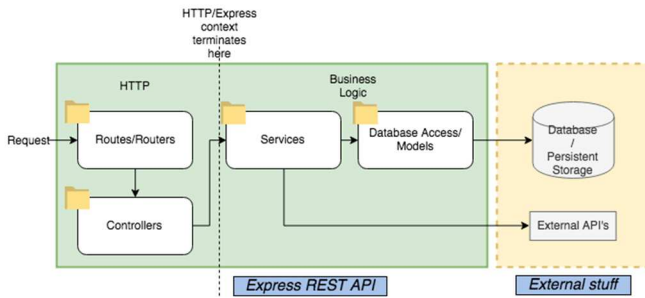 HTTP/Express
context
terminates
here
HTTP
Business
Logic
Request
Routes/Routers
Services
Database Access/
Models
Database
/
Persistent
Storage
Controllers
External API's
Express REST API
External stuff